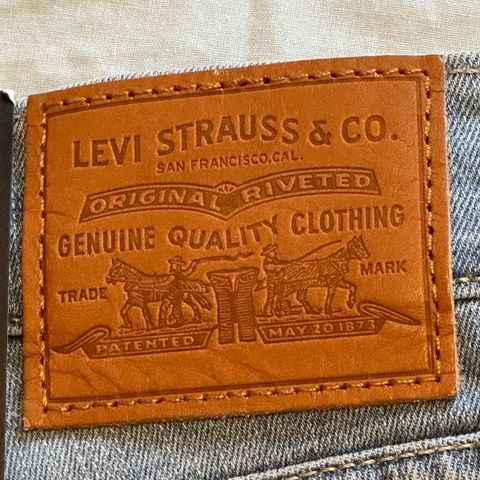 LEVI STRAUSS & CO.
SAN FRANCISCO, CAL.
ORIGINAL RIVETED
GENUINE QUALITY CLOTHING
TRADE MARK
PATENTED MAY 20 1873